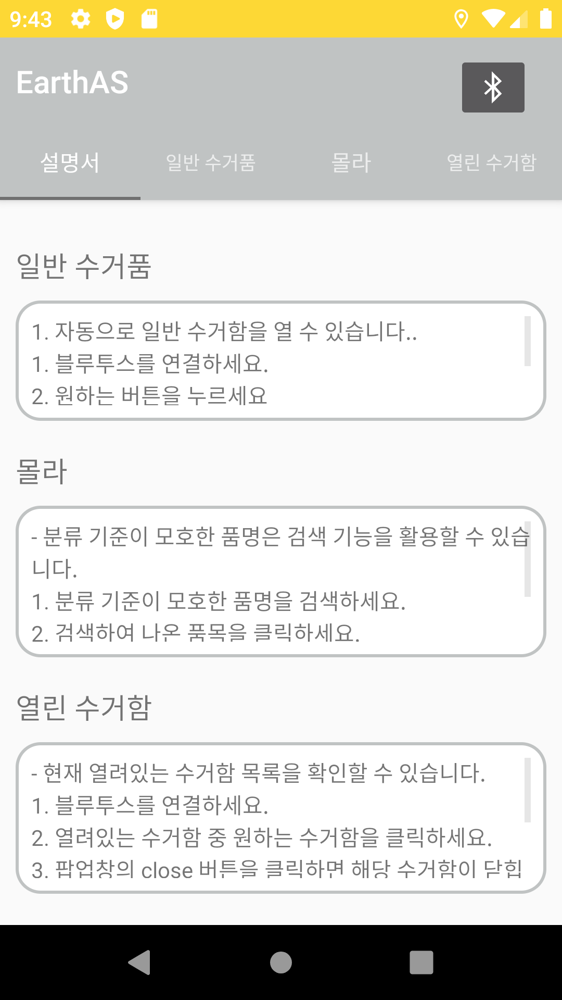 9:43
EarthAS
설명서
일반 수거품
몰라
열린 수거함
일반 수거품
1. 자동으로 일반 수거함을 열 수 있습니다..
1. 블루투스를 연결하세요.
2. 원하는 버튼을 누르세요
몰라
- 분류 기준이 모호한 품명은 검색 기능을 활용할 수 있습
니다.
1. 분류 기준이 모호한 품명을 검색하세요.
2. 검색하여 나온 품목을 클릭하세요.
열린 수거함
- 현재 열려있는 수거함 목록을 확인할 수 있습니다.
1. 블루투스를 연결하세요.
2. 열려있는 수거함 중 원하는 수거함을 클릭하세요.
3. 팝업창의 close 버튼을 클릭하면 해당 수거함이 닫힙